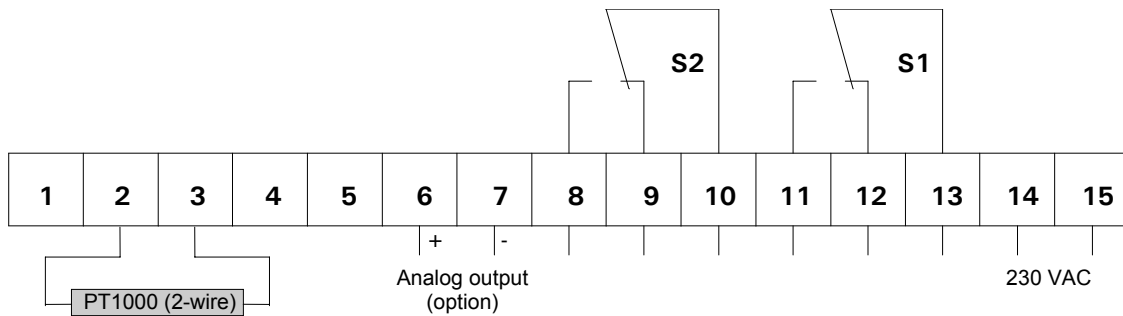 S2 S1
1 2 3 4 5 6 7 8 9 10 11 12 13 14 15
+ -
Analog output
(option)
230 VAC
PT1000 (2-wire)